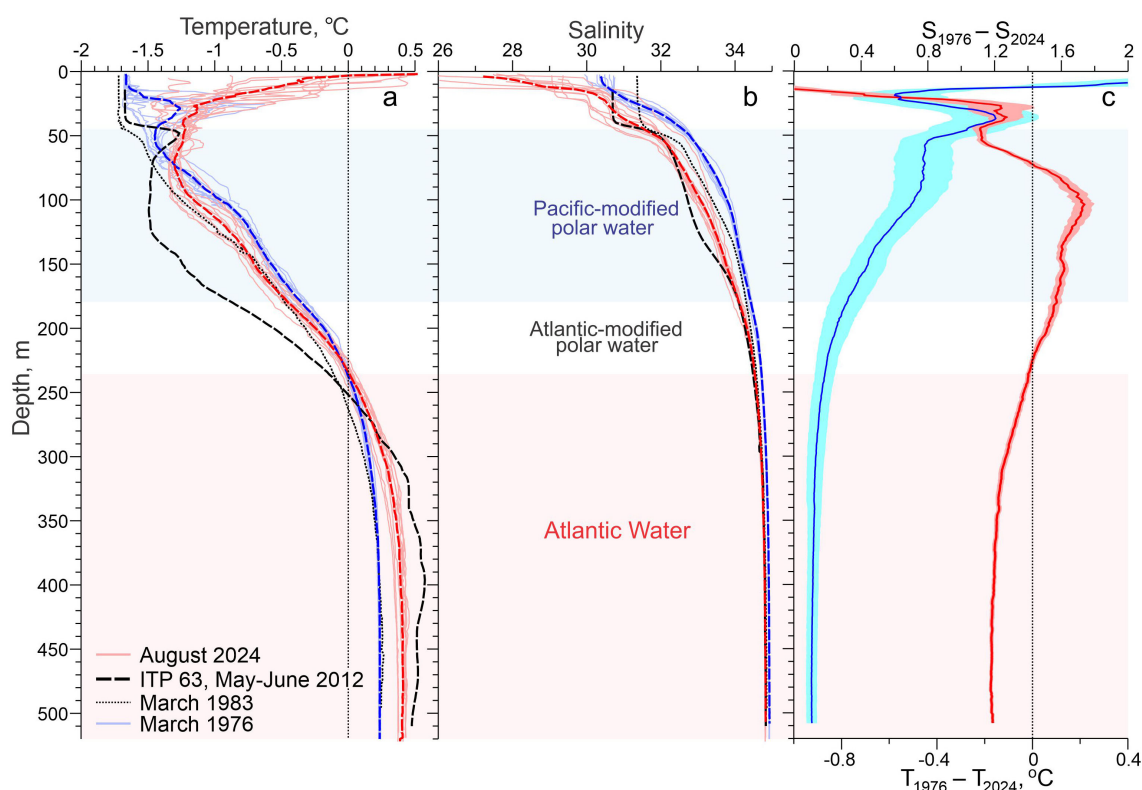 Temperature, °C
-2 -1.5 -1 -0.5 0 0.5
Salinity
26 28 30 32 34
S1976 – S2024
0 0.4 0.8 1.2 1.6 2
a
b
c
Depth, m
0
50
100
150
200
250
300
350
400
450
500
Pacific-modified
polar water
Atlantic-modified
polar water
Atlantic Water
August 2024
ITP 63, May-June 2012
March 1983
March 1976
-0.8 -0.4 0 0.4
T1976 – T2024, °C